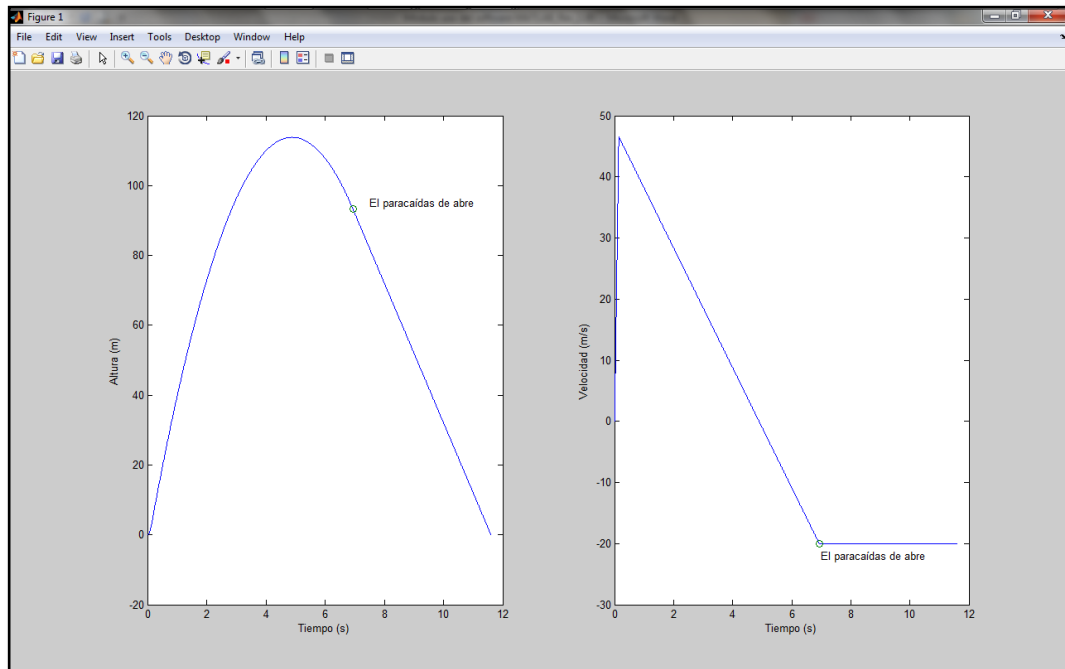 Figure 1
File Edit View Insert Tools Desktop Window Help
120
100
80
60
40
20
0
-20
Altura (m)
El paracaídas de abre
0 2 4 6 8 10 12
Tiempo (s)
50
40
30
20
10
0
-10
-20
-30
Velocidad (m/s)
El paracaídas de abre
0 2 4 6 8 10 12
Tiempo (s)